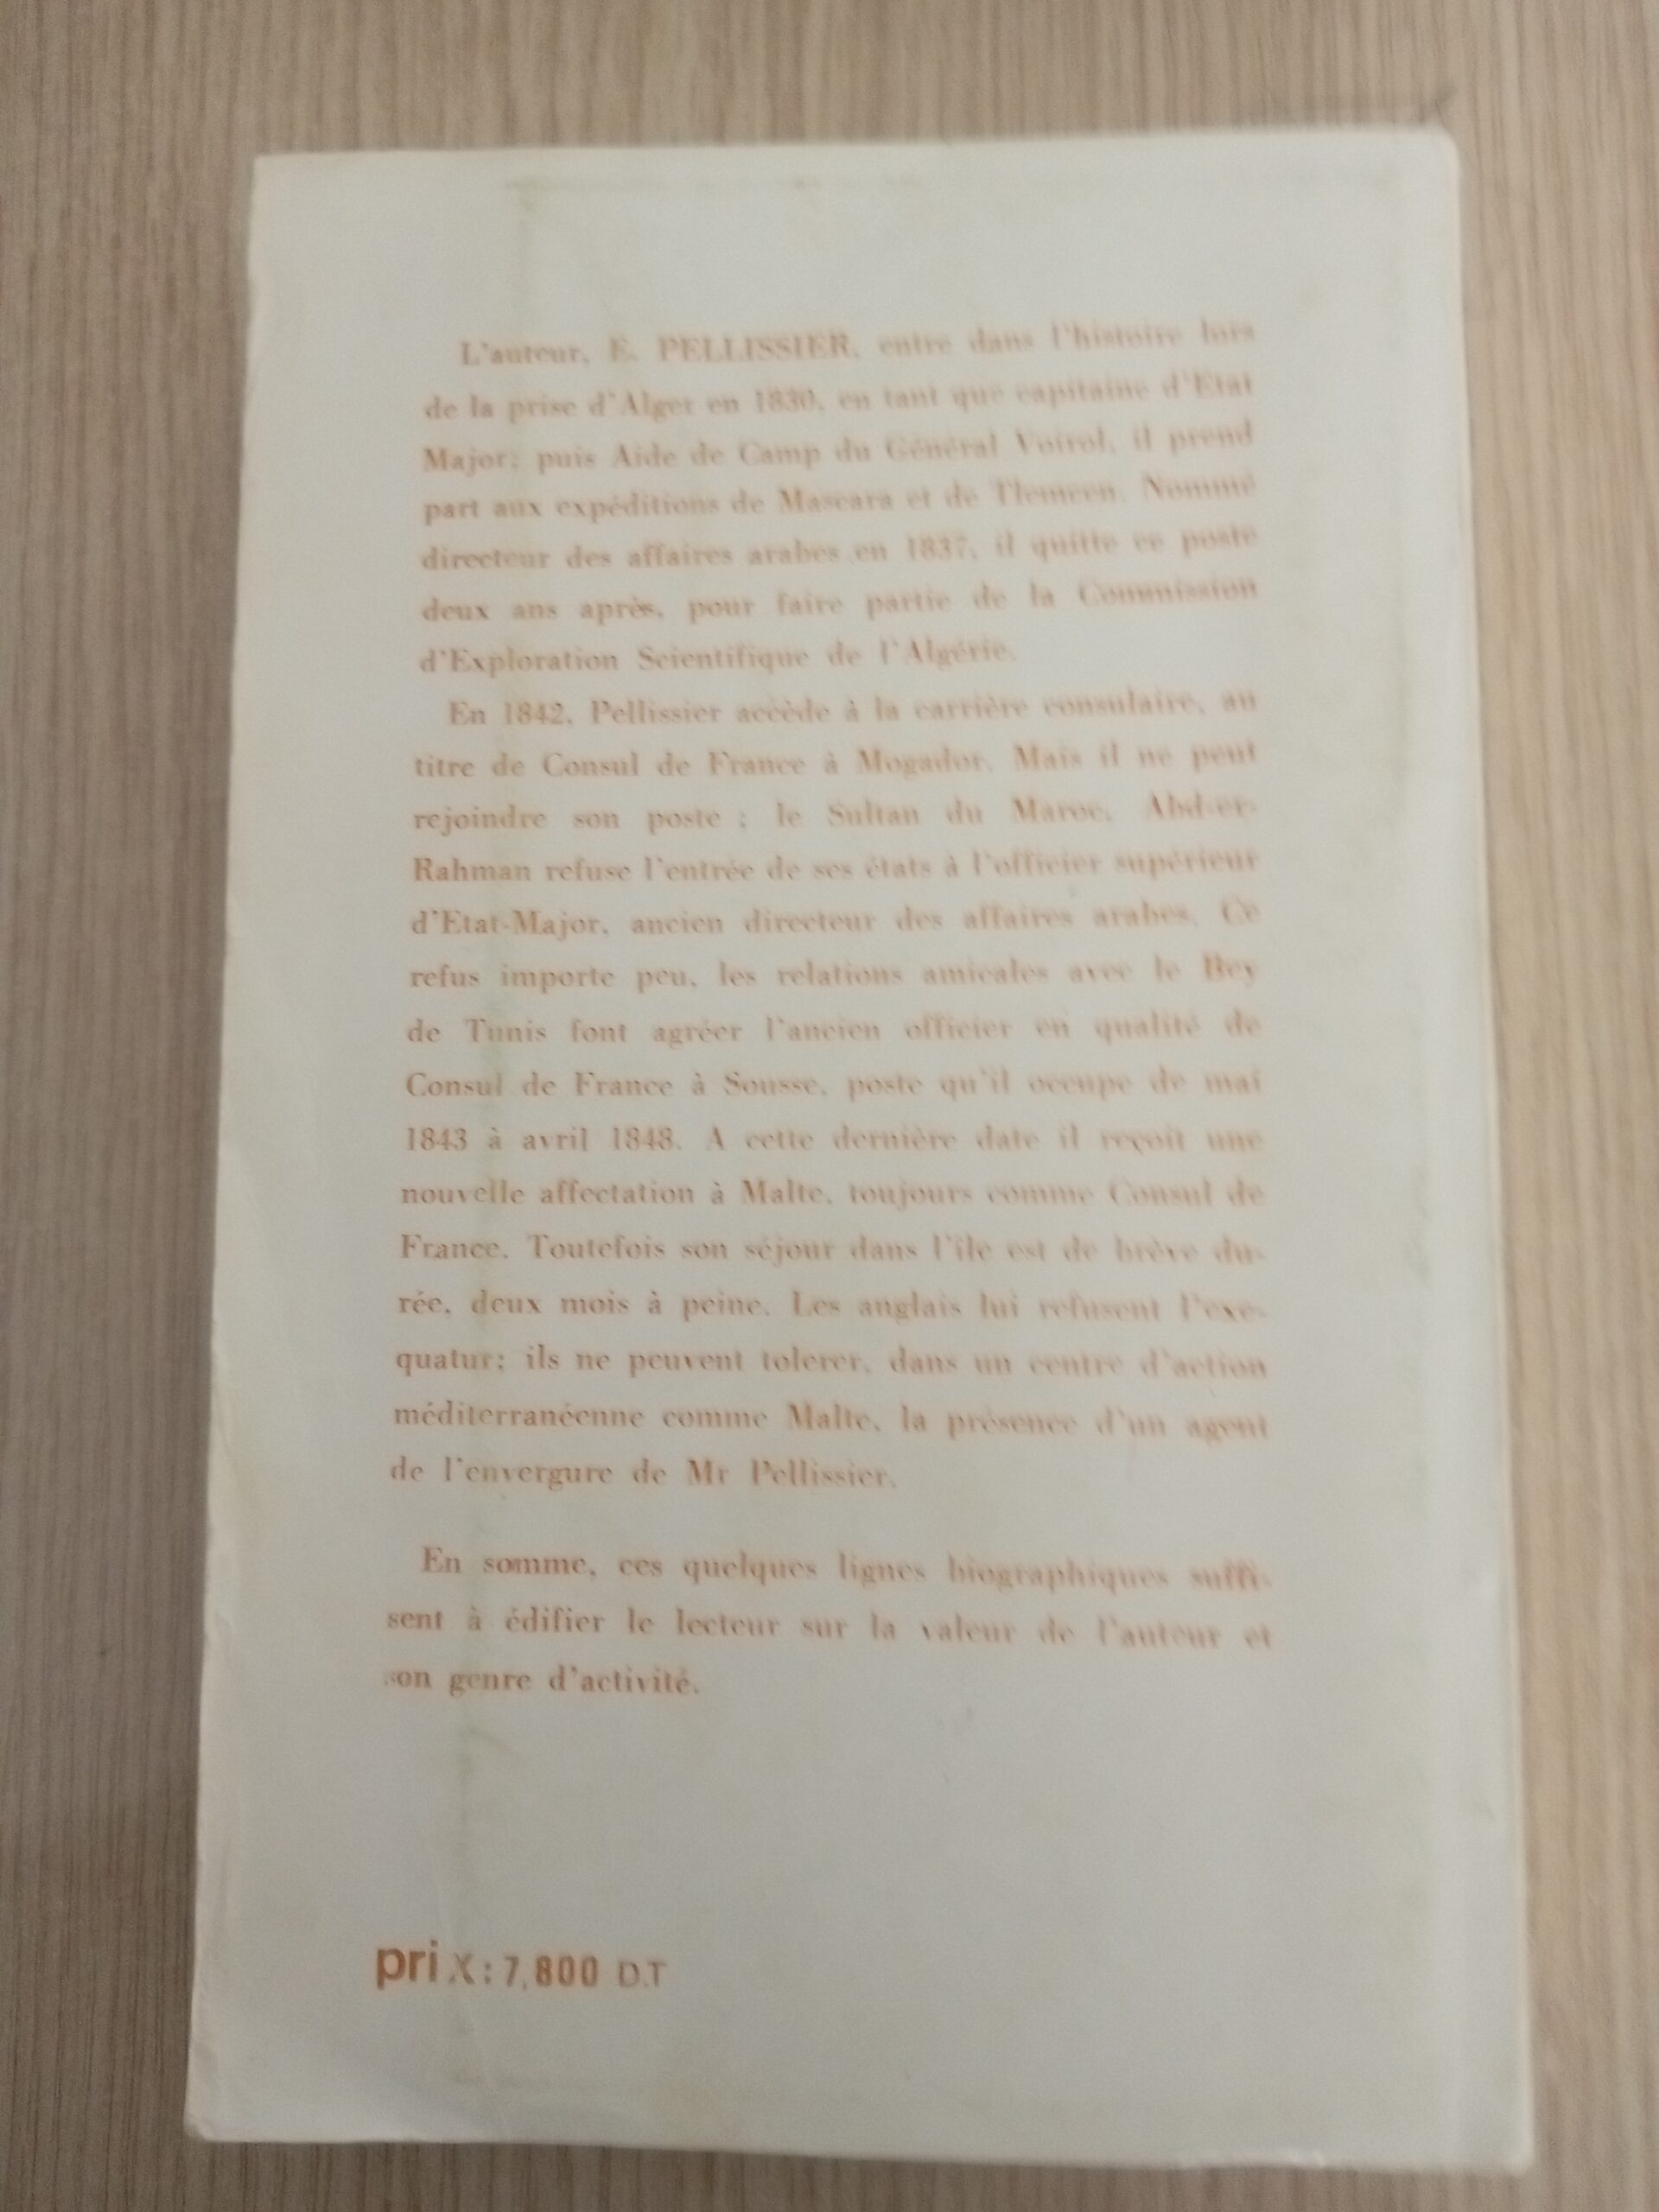 L'auteur, E. PELLISSIER, entre dans l'histoire lors
de la prise d'Alger en 1830, en tant que capitaine d'Etat
Major; puis Aide de Camp du Général Voirol, il prend
part aux expéditions de Mascara et de Tlemcen. Nommé
directeur des affaires arabes en 1837, il quitte ce poste
deux ans après, pour faire partie de la Commission
d'Exploration Scientifique de l'Algérie.
En 1842, Pellissier accède à la carrière consulaire, au
titre de Consul de France à Mogador. Mais il ne peut
rejoindre son poste ; le Sultan du Maroc, Abd-er-
Rahman refuse l'entrée de ses états à l'officier supérieur
d'Etat-Major, ancien directeur des affaires arabes. Ce
refus importe peu, les relations amicales avec le Bey
de Tunis font agréer l'ancien officier en qualité de
Consul de France à Sousse, poste qu'il occupe de mai
1843 à avril 1848. A cette dernière date il reçoit une
nouvelle affectation à Malte, toujours comme Consul de
France. Toutefois son séjour dans l'île est de brève du-
rée, deux mois à peine. Les anglais lui refusent l'exe-
quatur; ils ne peuvent tolerer, dans un centre d'action
méditerranéenne comme Malte, la présence d'un agent
de l'envergure de Mr Pellissier.
En somme, ces quelques lignes biographiques suffi-
sent à édifier le lecteur sur la valeur de l'auteur et
son genre d'activité.
prix : 7,800 D.T